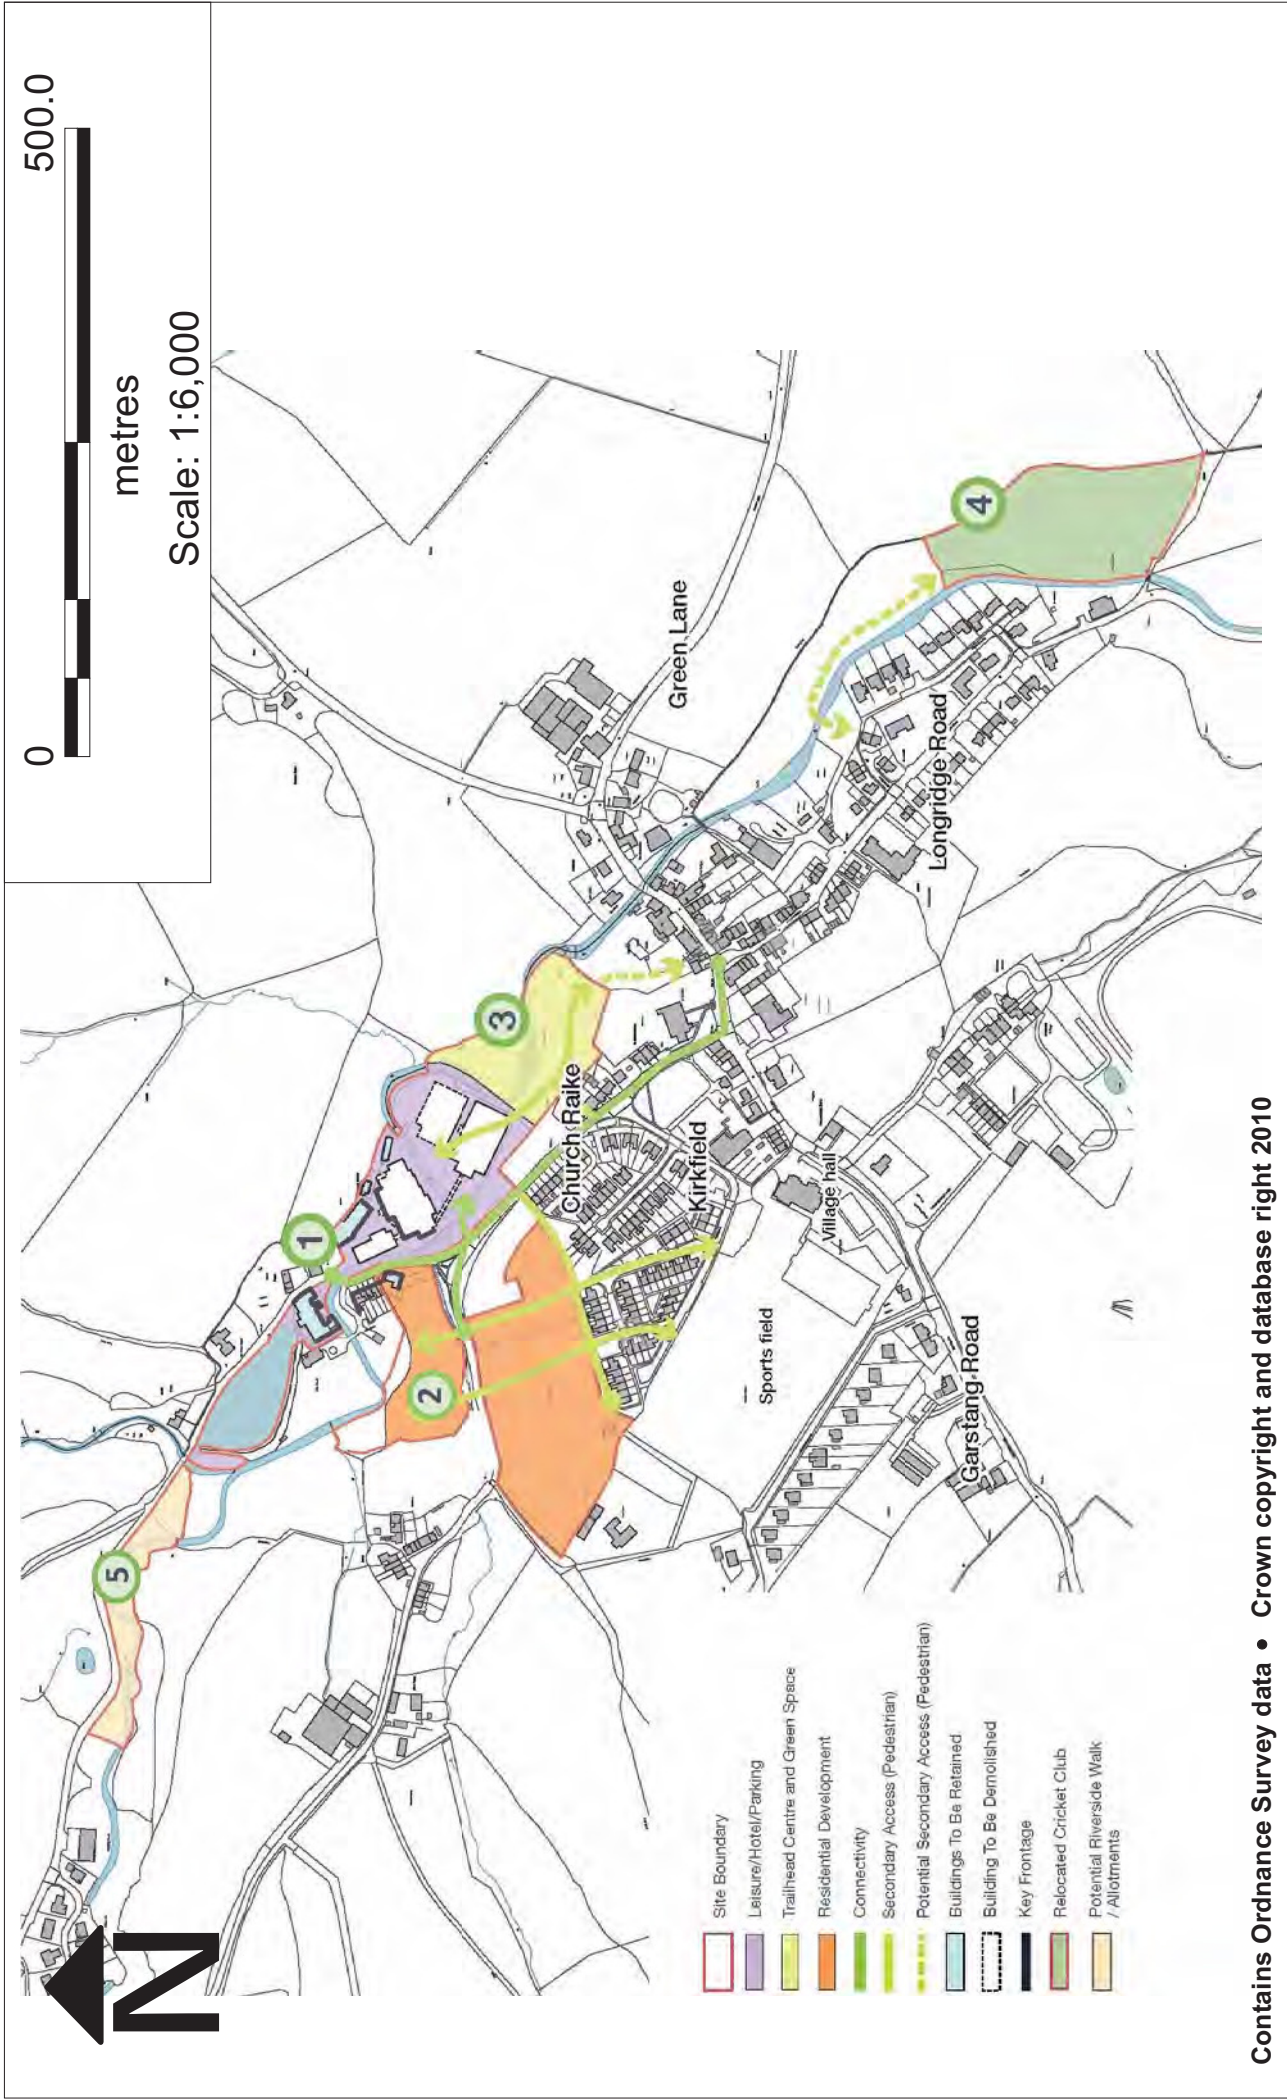 0
500.0
metres
Scale: 1:6,000
N
5
1
2
3
4
Church Raike
Kirkfield
Green Lane
Longridge Road
Village hall
Sports field
Garstang Road
Site Boundary
Leisure/Hotel/Parking
Trailhead Centre and Green Space
Residential Development
Connectivity
Secondary Access (Pedestrian)
Potential Secondary Access (Pedestrian)
Buildings To Be Retained
Building To Be Demolished
Key Frontage
Relocated Cricket Club
Potential Riverside Walk
/ Allotments
Contains Ordnance Survey data • Crown copyright and database right 2010